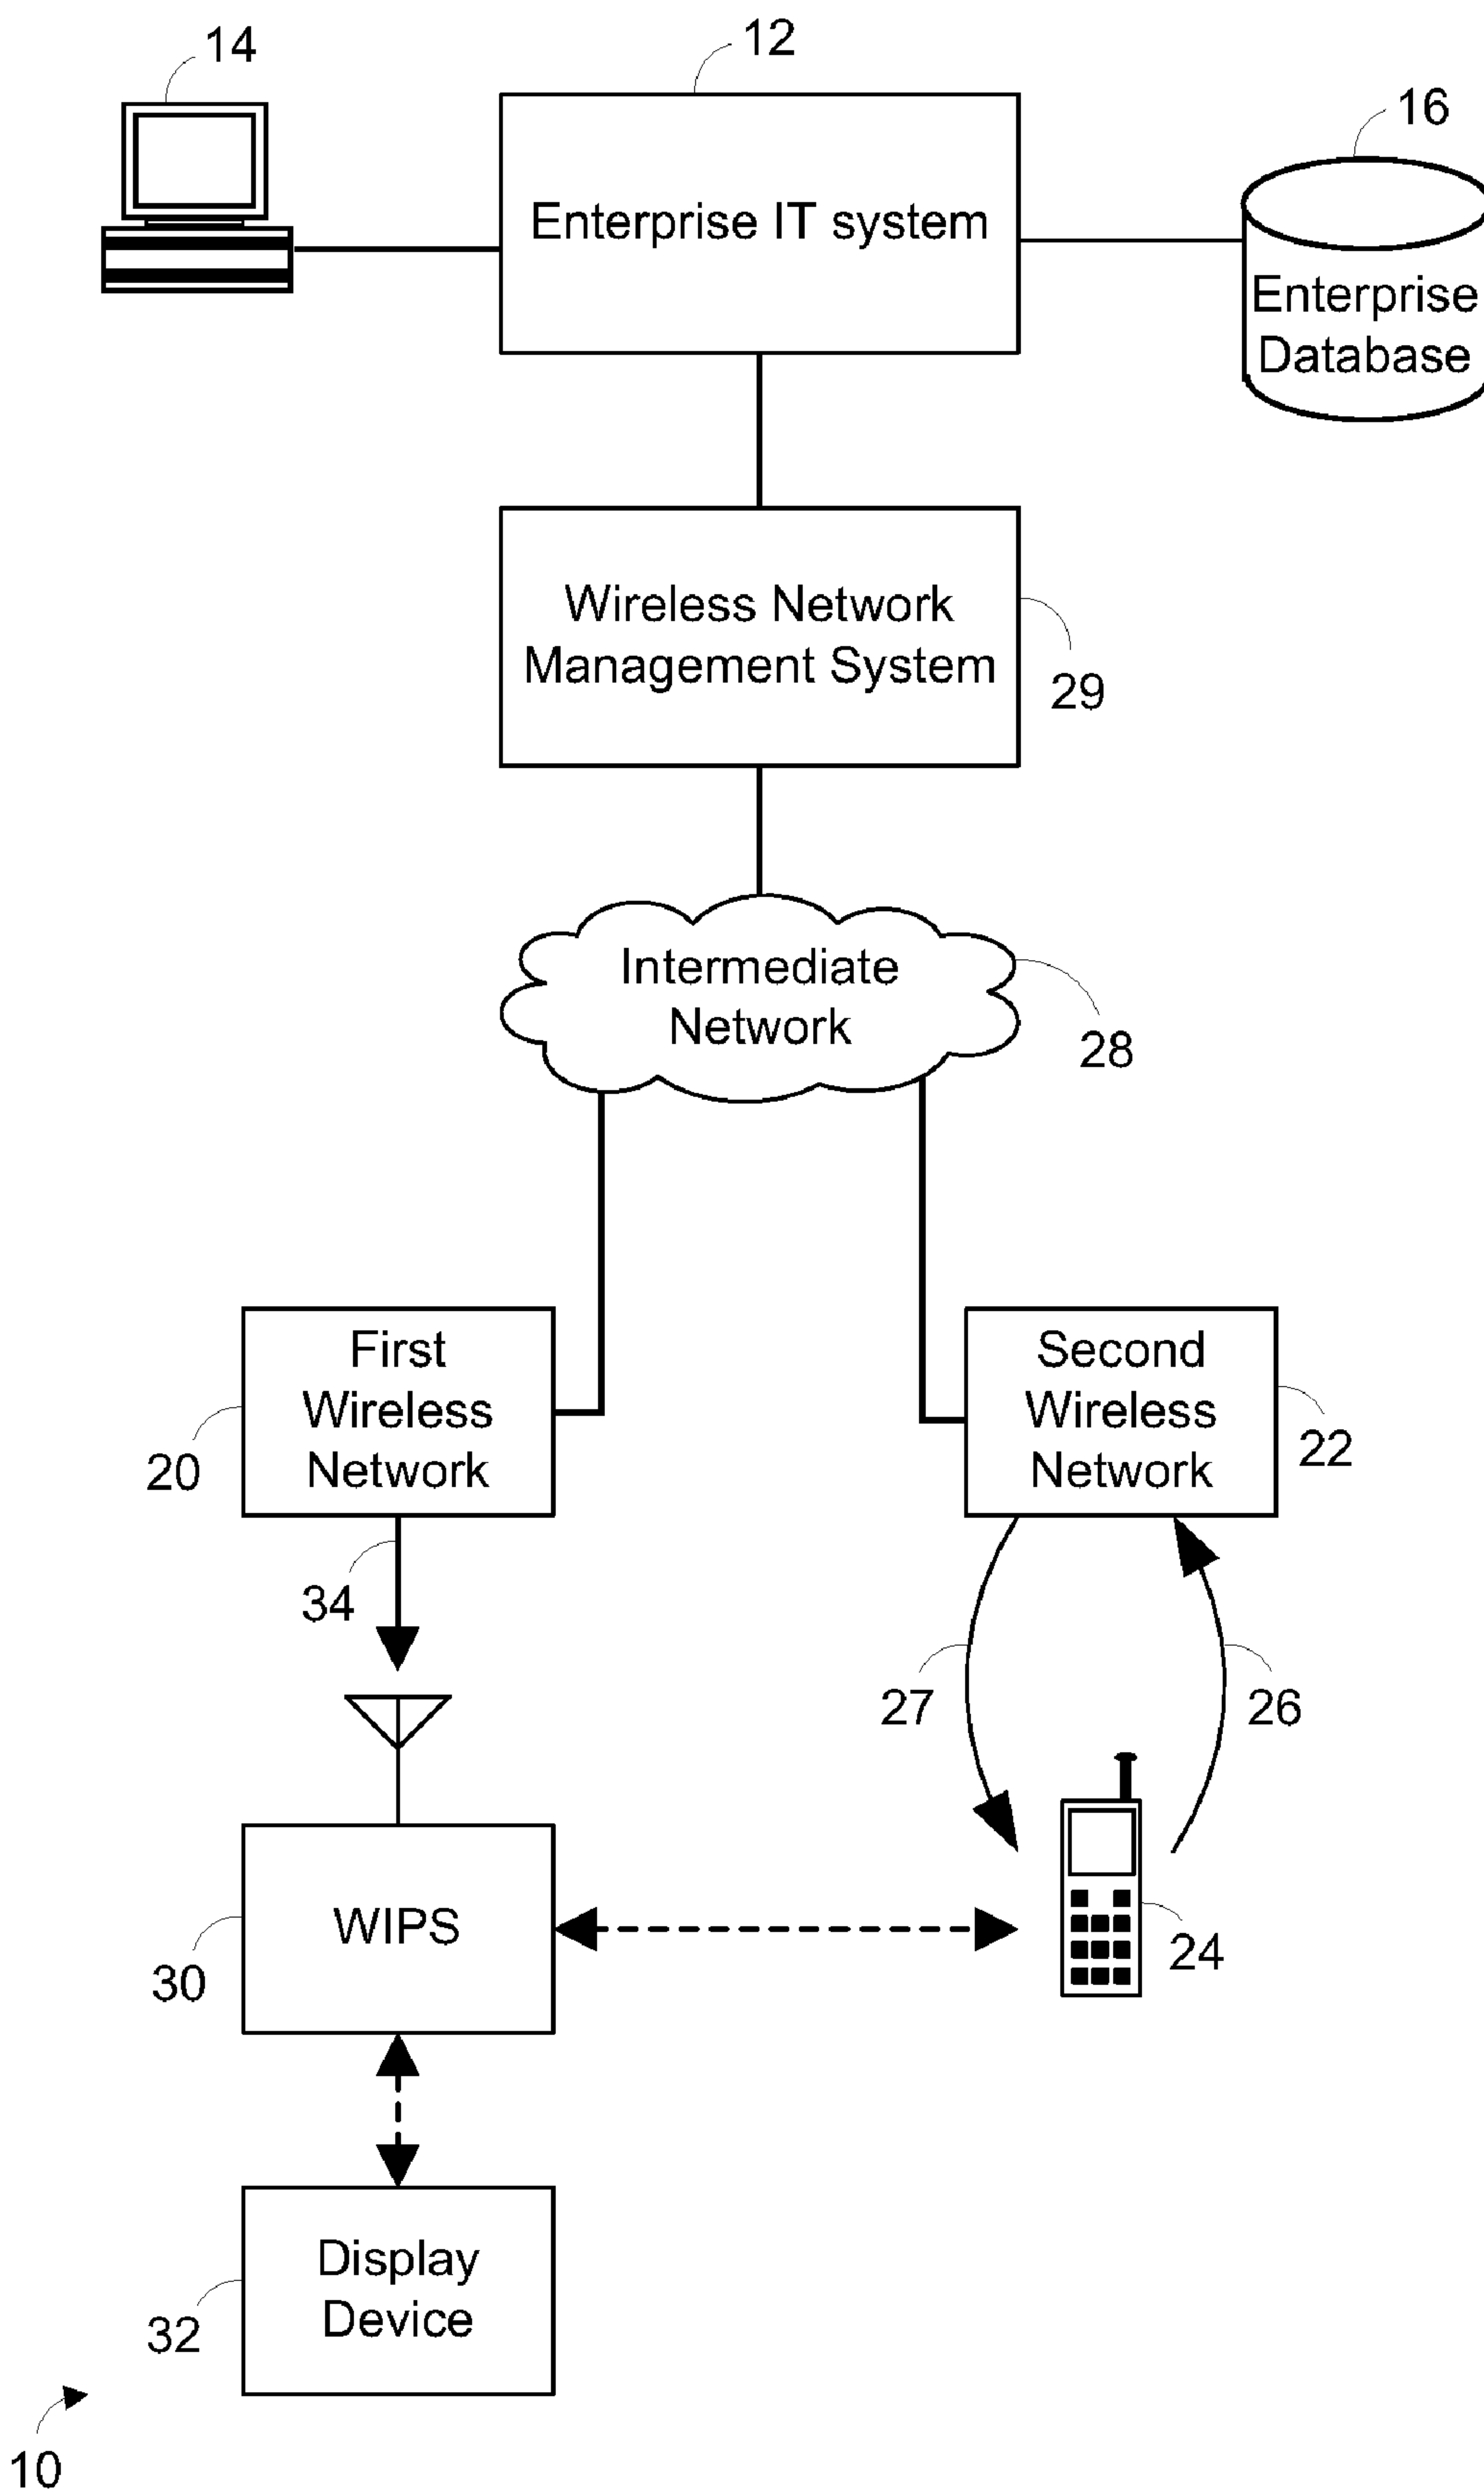 14
12
16
Enterprise IT system
Enterprise
Database
Wireless Network
Management System
29
Intermediate
Network
28
First
Wireless
Network
20
Second
Wireless
Network
22
34
27
26
WIPS
30
24
Display
Device
32
10